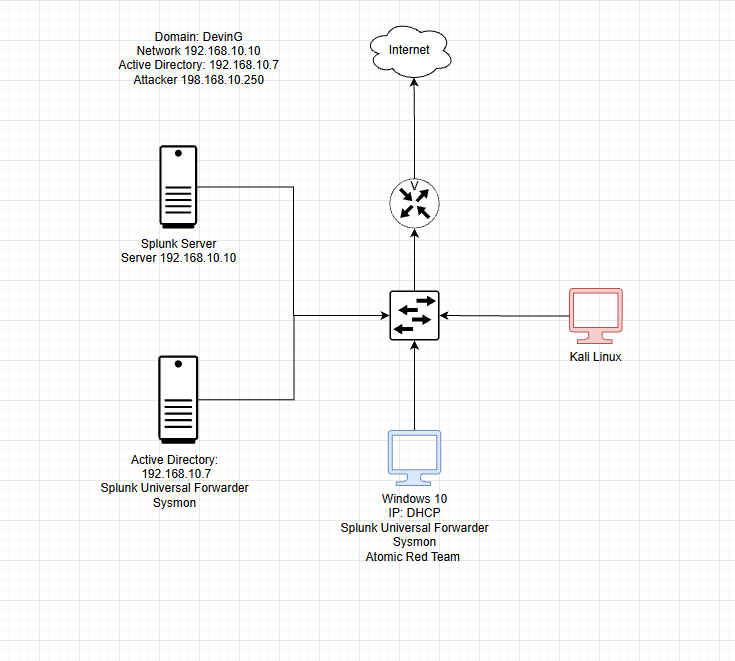 Domain: DevinG
Network 192.168.10.10
Active Directory: 192.168.10.7
Attacker 198.168.10.250
Internet
V
Splunk Server
Server 192.168.10.10
Kali Linux
Active Directory:
192.168.10.7
Splunk Universal Forwarder
Sysmon
Windows 10
IP: DHCP
Splunk Universal Forwarder
Sysmon
Atomic Red Team